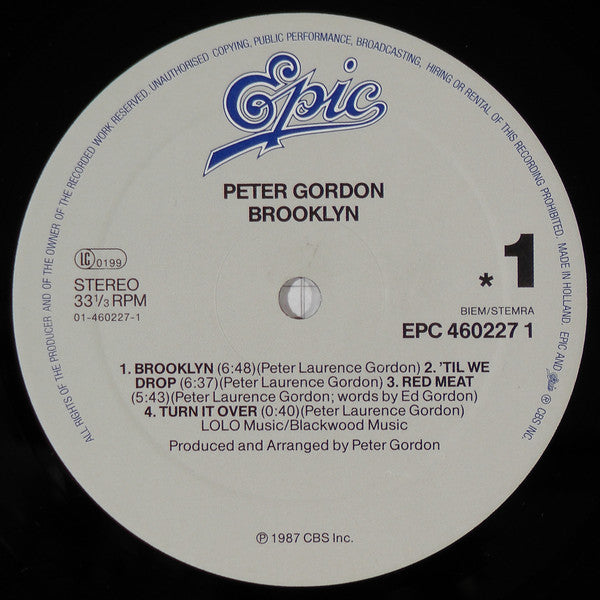 ALL RIGHTS OF THE PRODUCER AND OF THE OWNER OF THE RECORDED WORK RESERVED. UNAUTHORISED COPYING, PUBLIC PERFORMANCE, BROADCASTING, HIRING OR RENTAL OF THIS RECORDING PROHIBITED. MADE IN HOLLAND. EPIC AND Epic ℗ CBS INC.
Epic
PETER GORDON
BROOKLYN
LC 0199
STEREO
33 1/3 RPM
01-460227-1
* 1
BIEM/STEMRA
EPC 460227 1
1. BROOKLYN (6:48)(Peter Laurence Gordon) 2. 'TIL WE
DROP (6:37)(Peter Laurence Gordon) 3. RED MEAT
(5:43)(Peter Laurence Gordon; words by Ed Gordon)
4. TURN IT OVER (0:40)(Peter Laurence Gordon)
LOLO Music/Blackwood Music
Produced and Arranged by Peter Gordon
℗ 1987 CBS Inc.